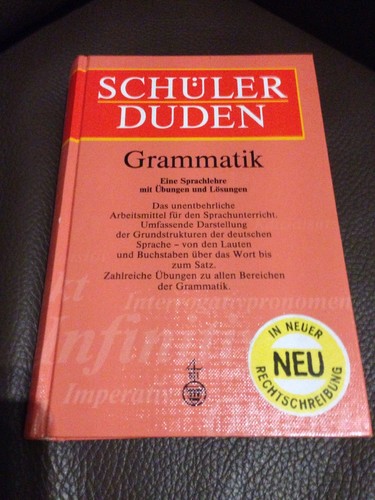 SCHÜLER
DUDEN
Grammatik
Eine Sprachlehre
mit Übungen und Lösungen
Das unentbehrliche
Arbeitsmittel für den Sprachunterricht.
Umfassende Darstellung
der Grundstrukturen der deutschen
Sprache – von den Lauten
und Buchstaben über das Wort bis
zum Satz.
Zahlreiche Übungen zu allen Bereichen
der Grammatik.
Interrogativpronomen
Infinitiv
Imperativ
IN NEUER
NEU
RECHTSCHREIBUNG